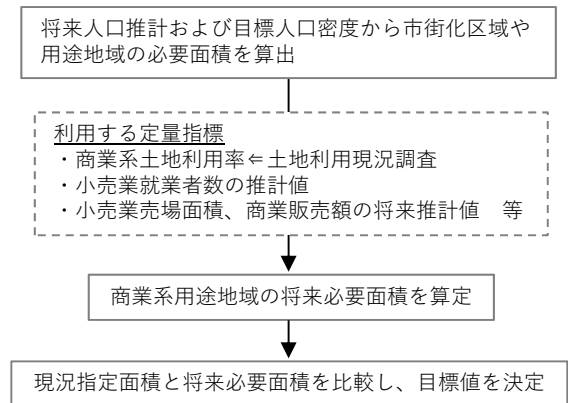 将来人口推計および目標人口密度から市街化区域や
用途地域の必要面積を算出
利用する定量指標
・商業系土地利用率⇐土地利用現況調査
・小売業就業者数の推計値
・小売業売場面積、商業販売額の将来推計値　等
商業系用途地域の将来必要面積を算定
現況指定面積と将来必要面積を比較し、目標値を決定